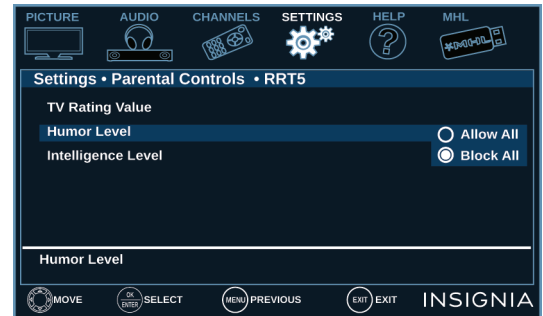 PICTURE AUDIO CHANNELS SETTINGS HELP MHL
Settings • Parental Controls • RRT5
TV Rating Value
Humor Level
Allow All
Intelligence Level
Block All
Humor Level
MOVE OK ENTER SELECT MENU PREVIOUS EXIT EXIT INSIGNIA